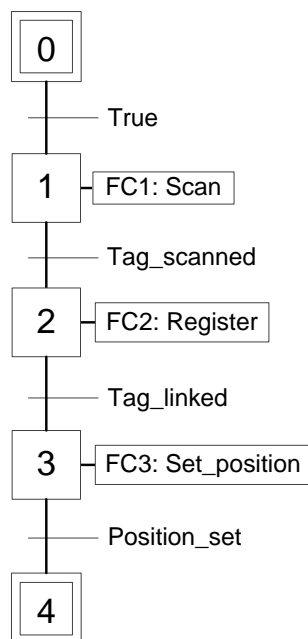 0
True
1
FC1: Scan
Tag_scanned
2
FC2: Register
Tag_linked
3
FC3: Set_position
Position_set
4